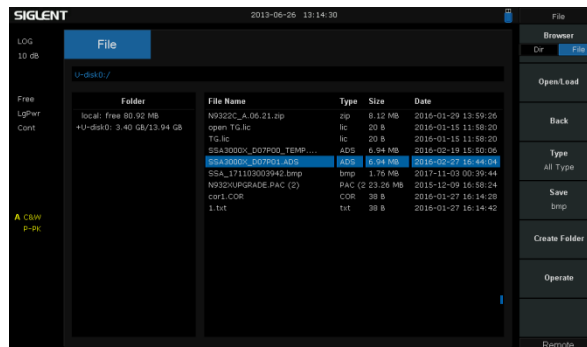 SIGLENT 2013-06-26 13:14:30 File
LOG
10 dB
File
Browser
Dir File
U-disk0:/
Open/Load
Free
LgPwr
Cont
Folder
local: free 80.92 MB
+U-disk0: 3.40 GB/13.94 GB
File Name Type Size Date
N9322C_A.06.21.zip zip 8.12 MB 2016-01-29 13:59:26
open TG.lic lic 20 B 2016-01-15 11:58:20
TG.lic lic 20 B 2016-01-15 11:58:20
SSA3000X_D07P00_TEMP.... ADS 6.94 MB 2016-02-19 15:50:06
SSA3000X_D07P01.ADS ADS 6.94 MB 2016-02-27 16:44:04
SSA_171103003942.bmp bmp 1.76 MB 2017-11-03 00:39:44
N932XUPGRADE.PAC (2) PAC (2 23.26 MB 2015-12-09 16:58:24
cor1.COR COR 38 B 2016-01-27 16:14:28
1.txt txt 38 B 2016-01-27 16:14:42
Back
Type
All Type
Save
bmp
A C&W
P-PK
Create Folder
Operate
Remote